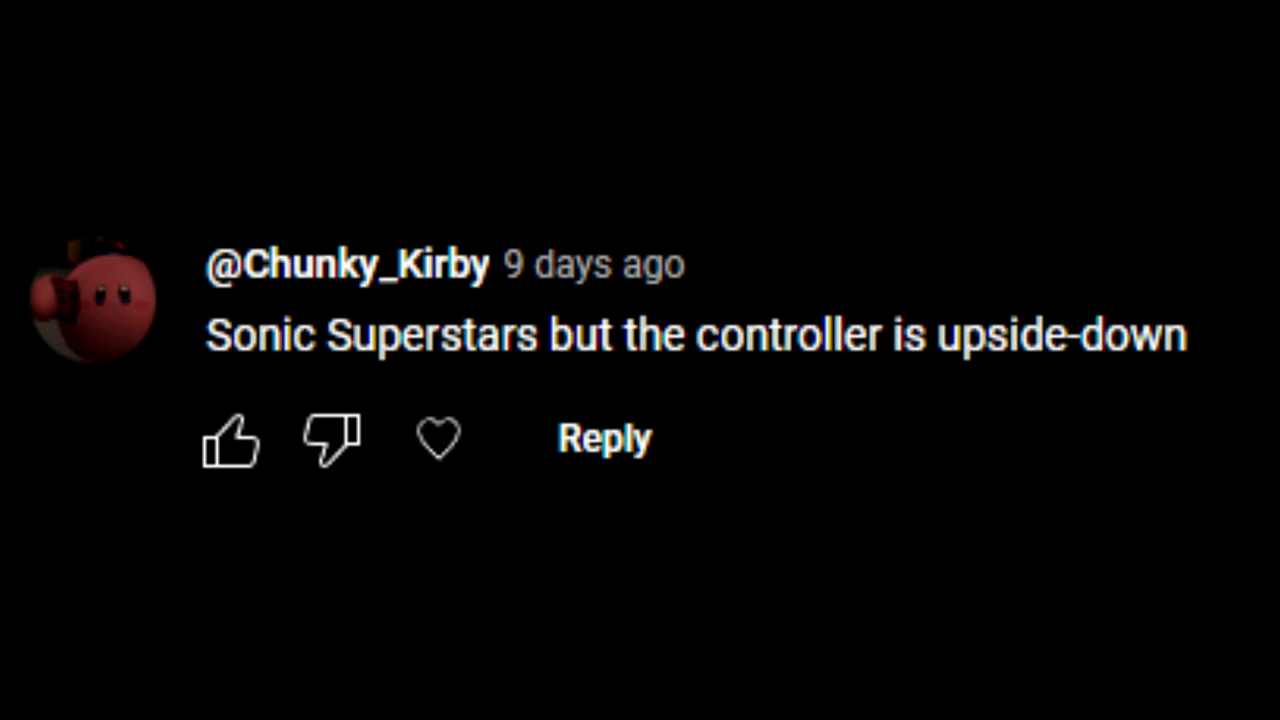 @Chunky_Kirby 9 days ago
Sonic Superstars but the controller is upside-down
Reply